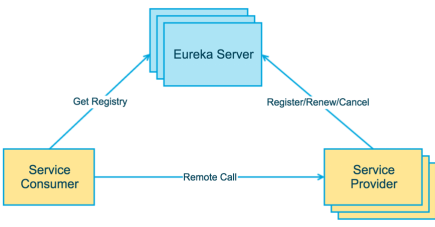 Eureka Server
Get Registry
Register/Renew/Cancel
Service
Consumer
Remote Call
Service
Provider